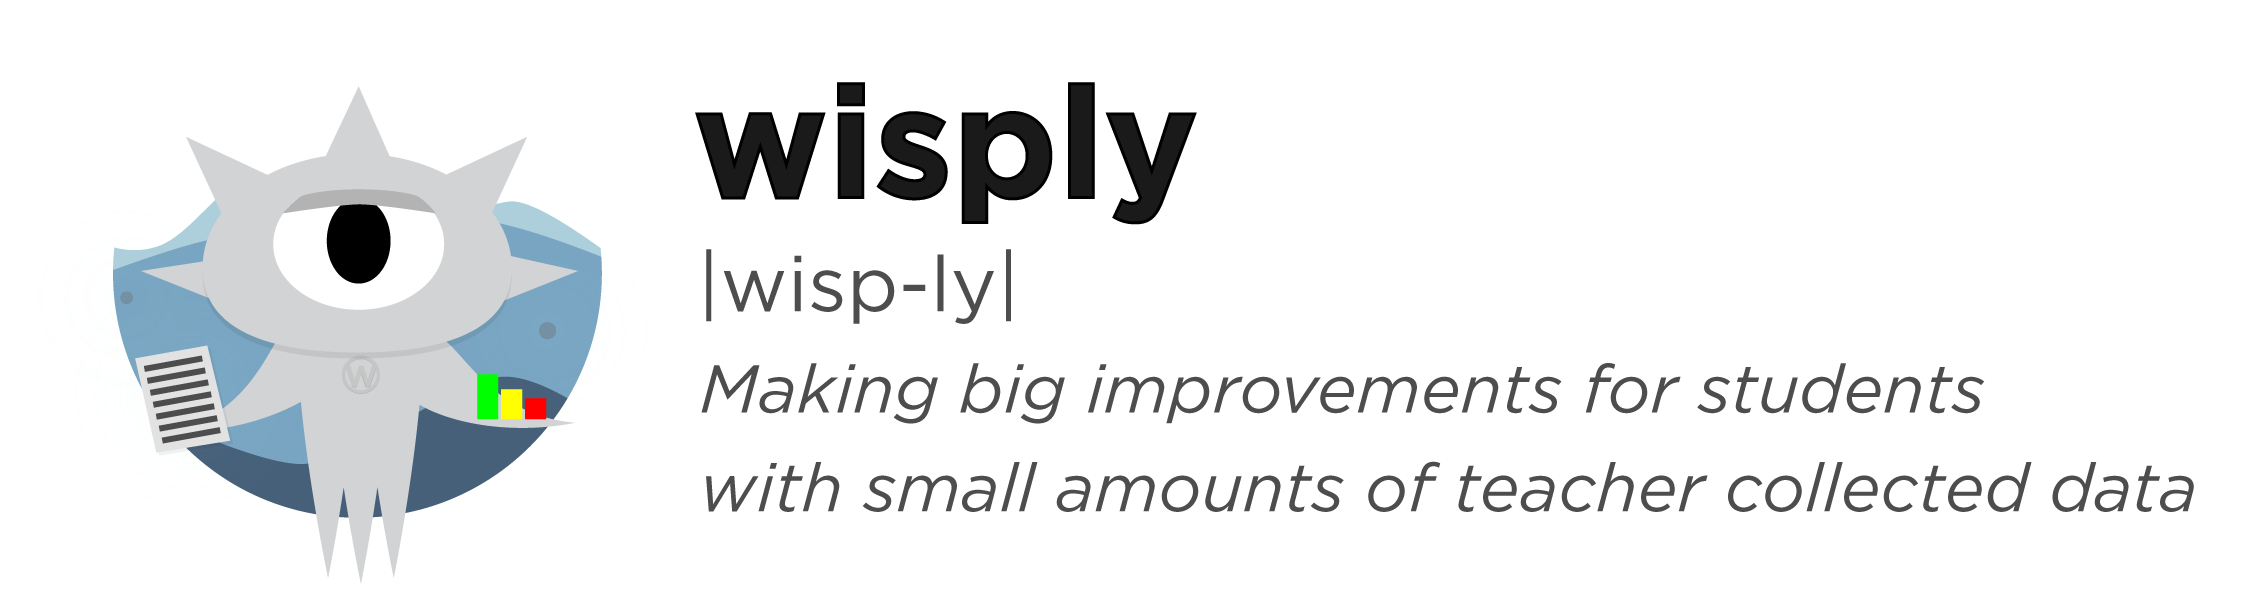 wisply
|wisp-ly|
Making big improvements for students
with small amounts of teacher collected data
W